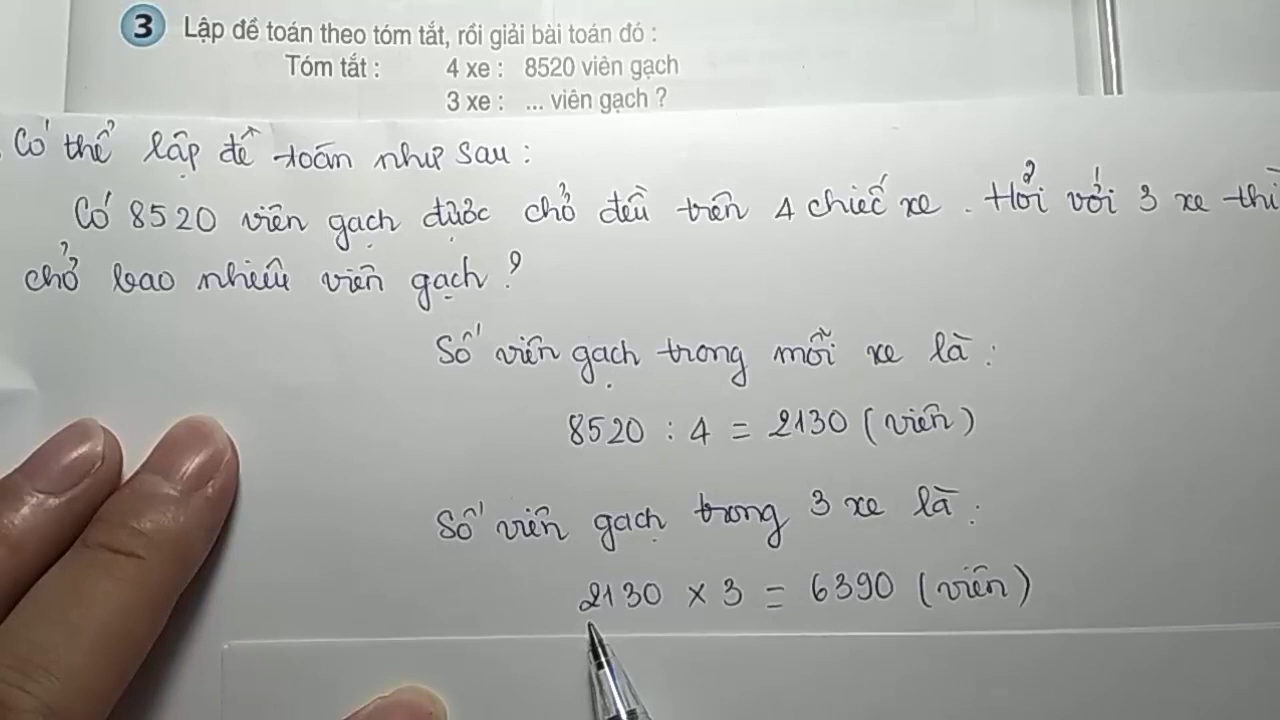 3 Lập đề toán theo tóm tắt, rồi giải bài toán đó :
Tóm tắt : 4 xe : 8520 viên gạch
3 xe : ... viên gạch ?
Có thể lập đề toán như sau :
Có 8520 viên gạch được chở đều trên 4 chiếc xe. Hỏi với 3 xe thì
chở bao nhiêu viên gạch ?
Số viên gạch trong mỗi xe là :
8520 : 4 = 2130 (viên)
Số viên gạch trong 3 xe là :
2130 × 3 = 6390 (viên)